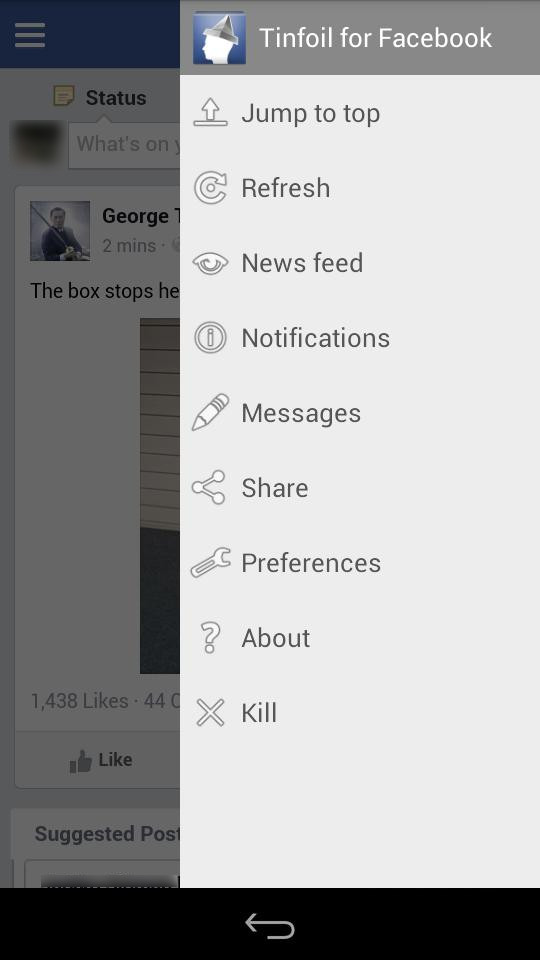 Tinfoil for Facebook
Jump to top
Refresh
News feed
Notifications
Messages
Share
Preferences
About
Kill
Status
What's on
George
2 mins ·
The box stops
1,438 Likes · 44
Like
Suggested Post